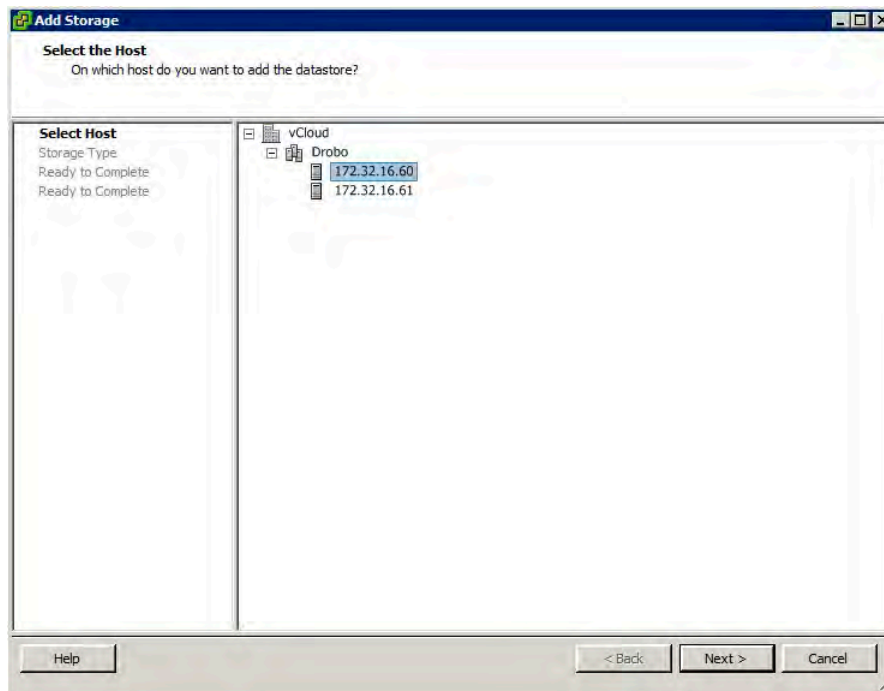 Add Storage
Select the Host
On which host do you want to add the datastore?
Select Host
Storage Type
Ready to Complete
Ready to Complete
vCloud
Drobo
172.32.16.60
172.32.16.61
Help
< Back
Next >
Cancel